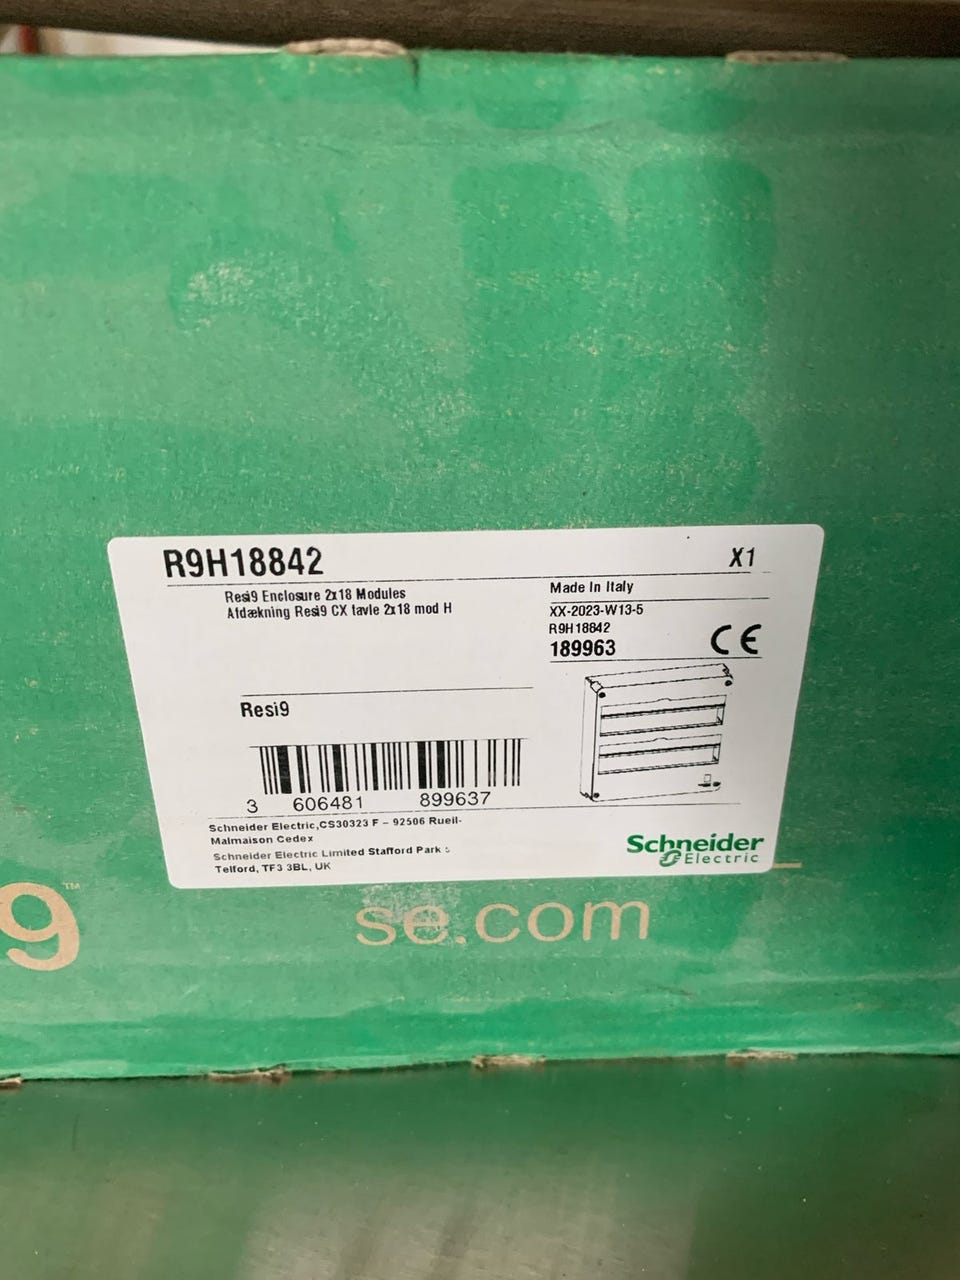 R9H18842
X1
Resi9 Enclosure 2x18 Modules
Afdækning Resi9 CX tavle 2x18 mod H
Made In Italy
XX-2023-W13-5
R9H18842
189963
CE
Resi9
3 606481 899637
Schneider Electric,CS30323 F - 92506 Rueil-
Malmaison Cedex
Schneider Electric Limited Stafford Park 5
Telford, TF3 3BL, UK
Schneider
Electric
9™
se.com